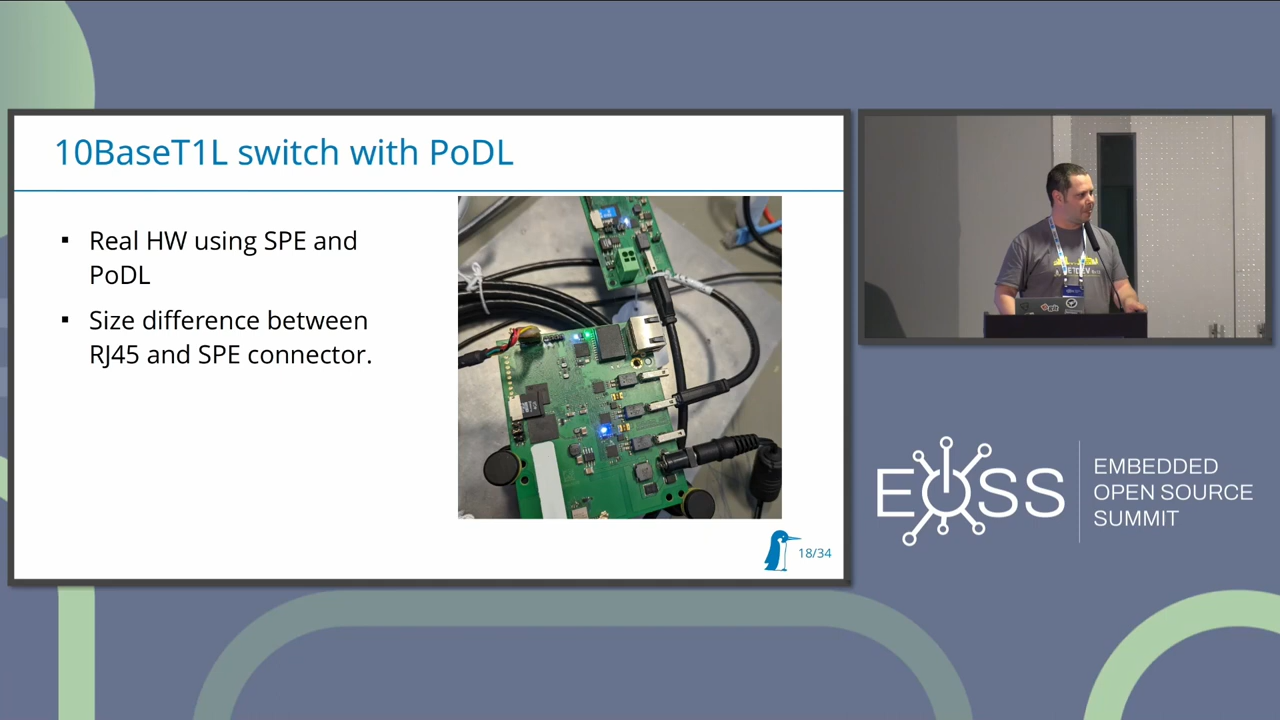 10BaseT1L switch with PoDL
▪ Real HW using SPE and
PoDL
▪ Size difference between
RJ45 and SPE connector.
18/34
EOSS
EMBEDDED
OPEN SOURCE
SUMMIT